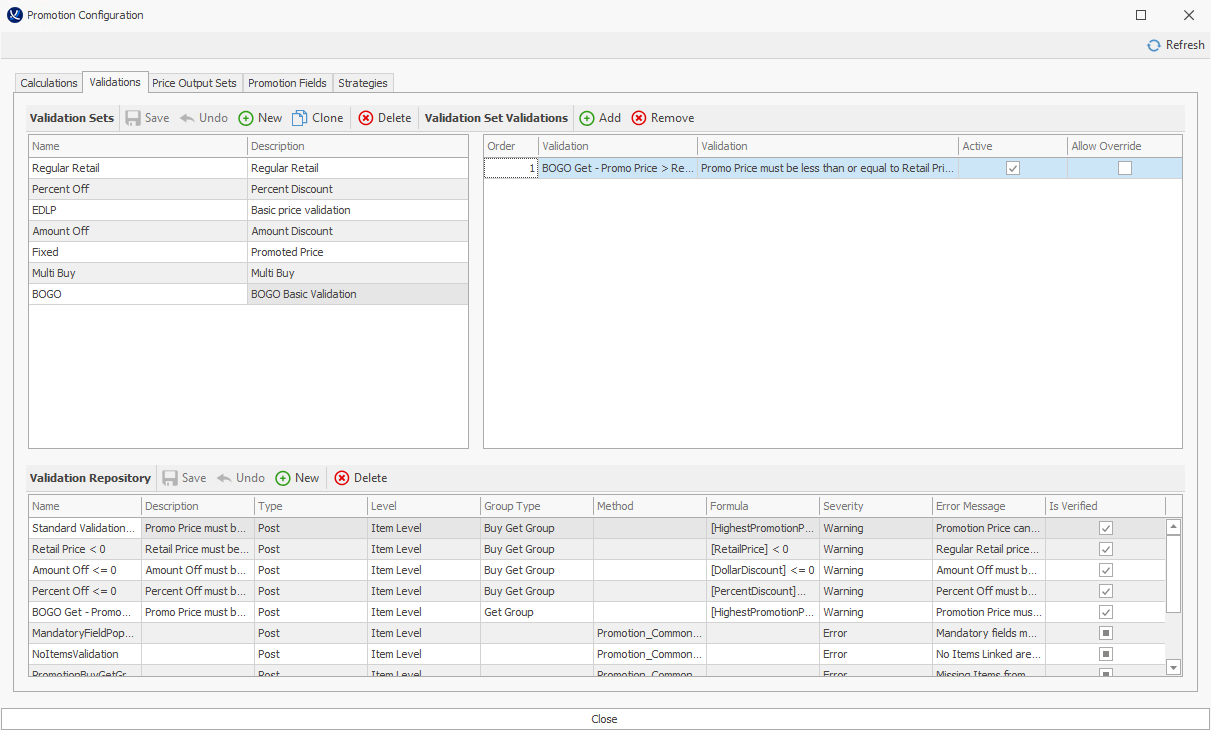 Promotion Configuration
Refresh
Calculations Validations Price Output Sets Promotion Fields Strategies
Validation Sets Save Undo New Clone Delete Validation Set Validations Add Remove
Name Description
Regular Retail Regular Retail
Percent Off Percent Discount
EDLP Basic price validation
Amount Off Amount Discount
Fixed Promoted Price
Multi Buy Multi Buy
BOGO BOGO Basic Validation
Order Validation Validation Active Allow Override
1 BOGO Get - Promo Price > Re... Promo Price must be less than or equal to Retail Pri...
Validation Repository Save Undo New Delete
Name Description Type Level Group Type Method Formula Severity Error Message Is Verified
Standard Validation... Promo Price must b... Post Item Level Buy Get Group [HighestPromotionP... Warning Promotion Price can...
Retail Price < 0 Retail Price must be... Post Item Level Buy Get Group [RetailPrice] < 0 Warning Regular Retail price...
Amount Off <= 0 Amount Off must b... Post Item Level Buy Get Group [DollarDiscount] <= 0 Warning Amount Off must b...
Percent Off <= 0 Percent Off must b... Post Item Level Buy Get Group [PercentDiscount]... Warning Percent Off must b...
BOGO Get - Promo... Promo Price must b... Post Item Level Get Group [HighestPromotionP... Warning Promotion Price mus...
MandatoryFieldPop... Post Item Level Promotion_Common... Error Mandatory fields m...
NoItemsValidation Post Item Level Promotion_Common... Error No Items Linked are...
PromotionBuyGetGr... Post Item Level Promotion_Common... Error Missing Items from...
Close